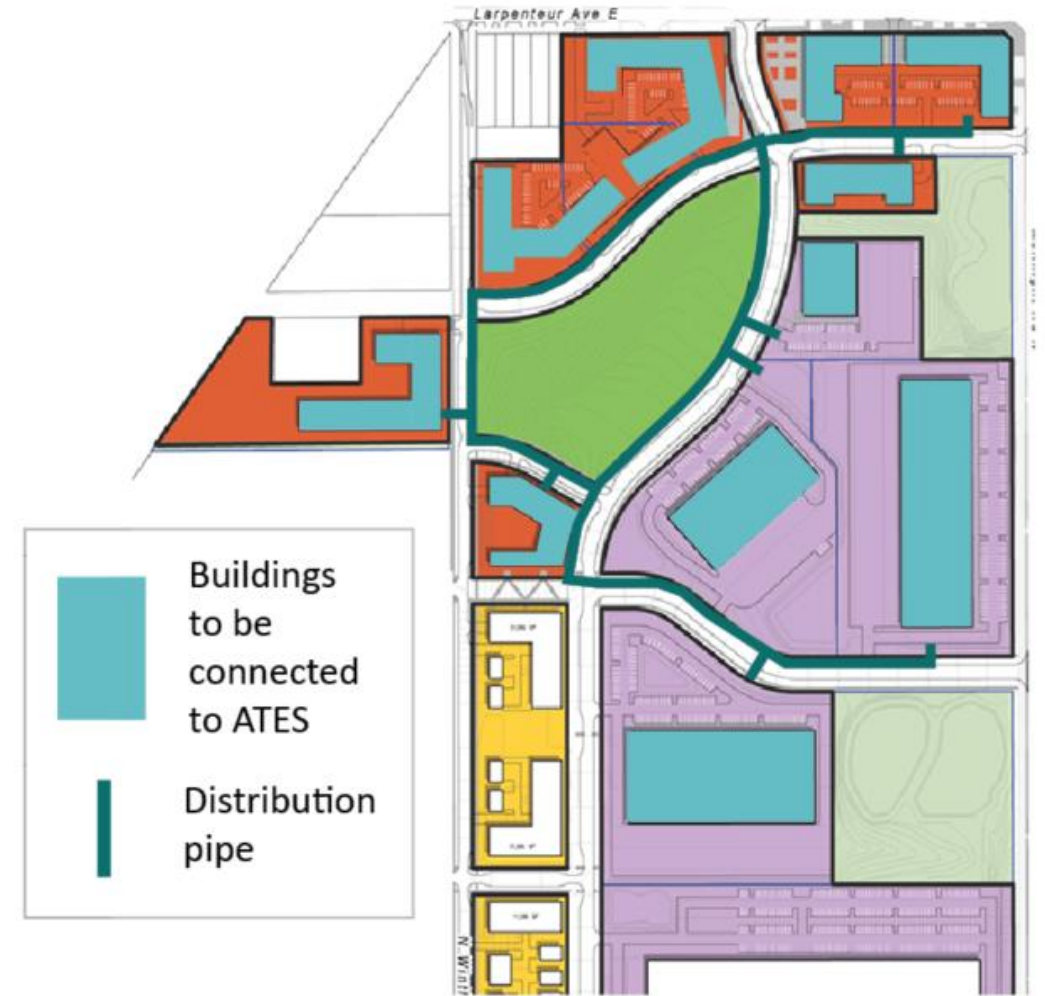 Larpenteur Ave E
Buildings
to be
connected
to ATES
Distribution
pipe